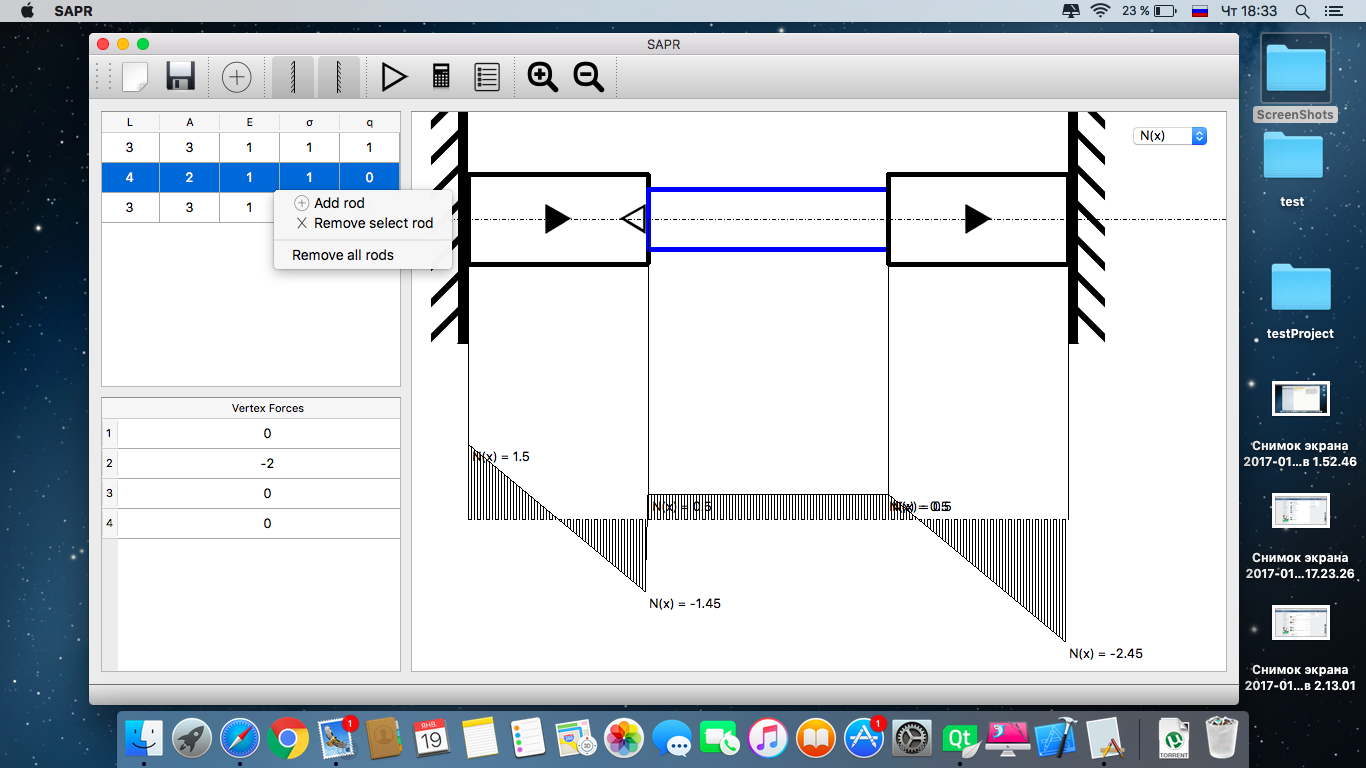 SAPR
23 %
Чт 18:33
SAPR
L A E σ q
3 3 1 1 1
4 2 1 1 0
3 3 1
Add rod
Remove select rod
Remove all rods
Vertex Forces
1 0
2 -2
3 0
4 0
N(x)
N(x) = 1.5
N(x) = -1.45
N(x) = 0.5
N(x) = 0.5
N(x) = -2.45
ScreenShots
test
testProject
Снимок экрана
2017-01...в 1.52.46
Снимок экрана
2017-01...17.23.26
Снимок экрана
2017-01...в 2.13.01
1
ЯНВ.
19
3D
1
Qt
TORRENT